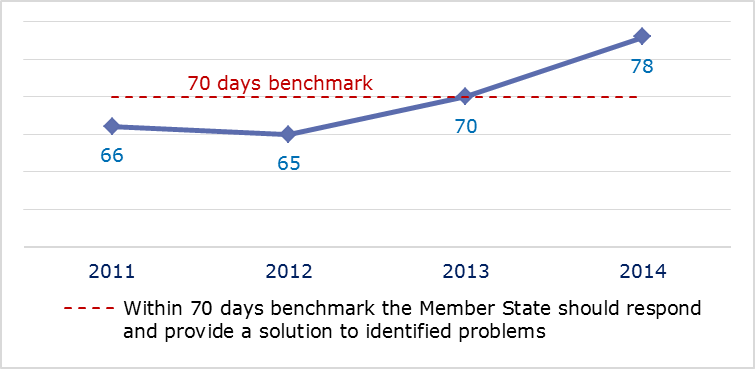 70 days benchmark
78
66
65
70
2011
2012
2013
2014
Within 70 days benchmark the Member State should respond
and provide a solution to identified problems